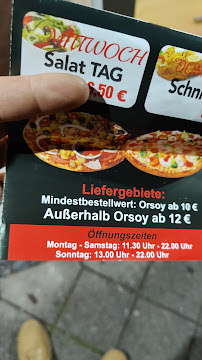 MITTWOCH
Salat TAG
6.50 €
Schni
Liefergebiete:
Mindestbestellwert: Orsoy ab 10 €
Außerhalb Orsoy ab 12 €
Öffnungszeiten
Montag - Samstag: 11.30 Uhr - 22.00 Uhr
Sonntag: 13.00 Uhr - 22.00 Uhr